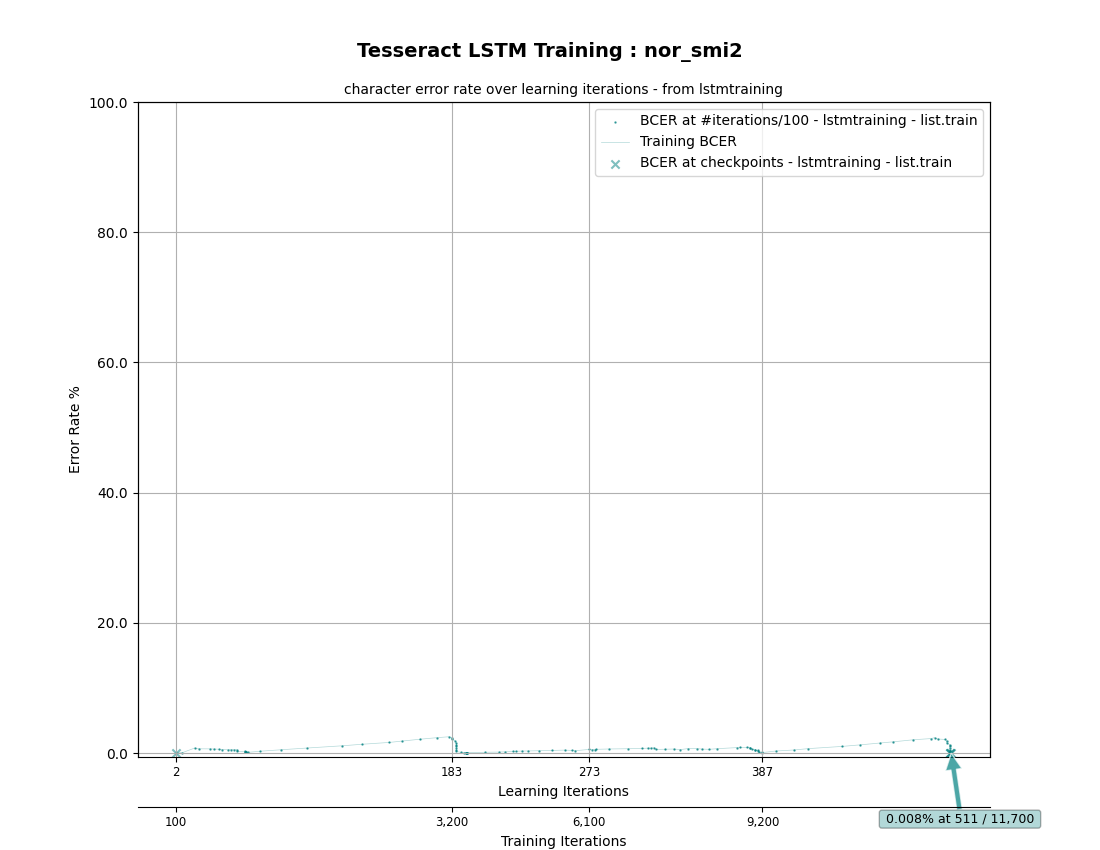 Tesseract LSTM Training : nor_smi2
character error rate over learning iterations - from lstmtraining
100.0
BCER at #iterations/100 - lstmtraining - list.train
Training BCER
BCER at checkpoints - lstmtraining - list.train
80.0
60.0
Error Rate %
40.0
20.0
0.0
2 183 273 387
Learning Iterations
100 3,200 6,100 9,200 0.008% at 511 / 11,700
Training Iterations